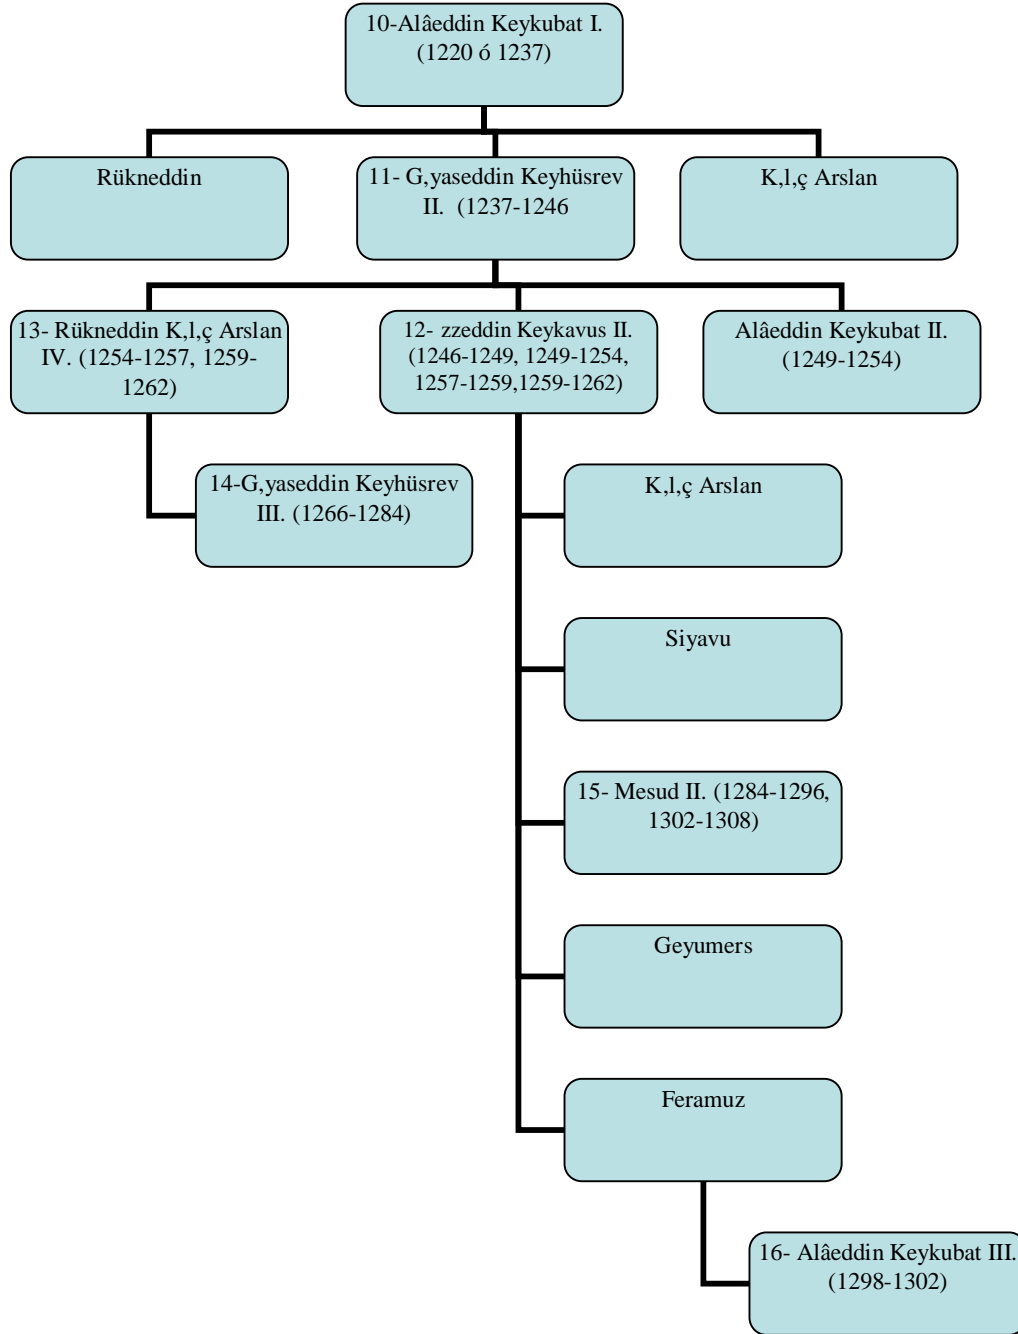 10-Alâeddin Keykubat I.
(1220 ó 1237)
Rükneddin
11- G,yaseddin Keyhüsrev
II. (1237-1246
K,l,ç Arslan
13- Rükneddin K,l,ç Arslan
IV. (1254-1257, 1259-
1262)
12- zzeddin Keykavus II.
(1246-1249, 1249-1254,
1257-1259,1259-1262)
Alâeddin Keykubat II.
(1249-1254)
14-G,yaseddin Keyhüsrev
III. (1266-1284)
K,l,ç Arslan
Siyavu
15- Mesud II. (1284-1296,
1302-1308)
Geyumers
Feramuz
16- Alâeddin Keykubat III.
(1298-1302)